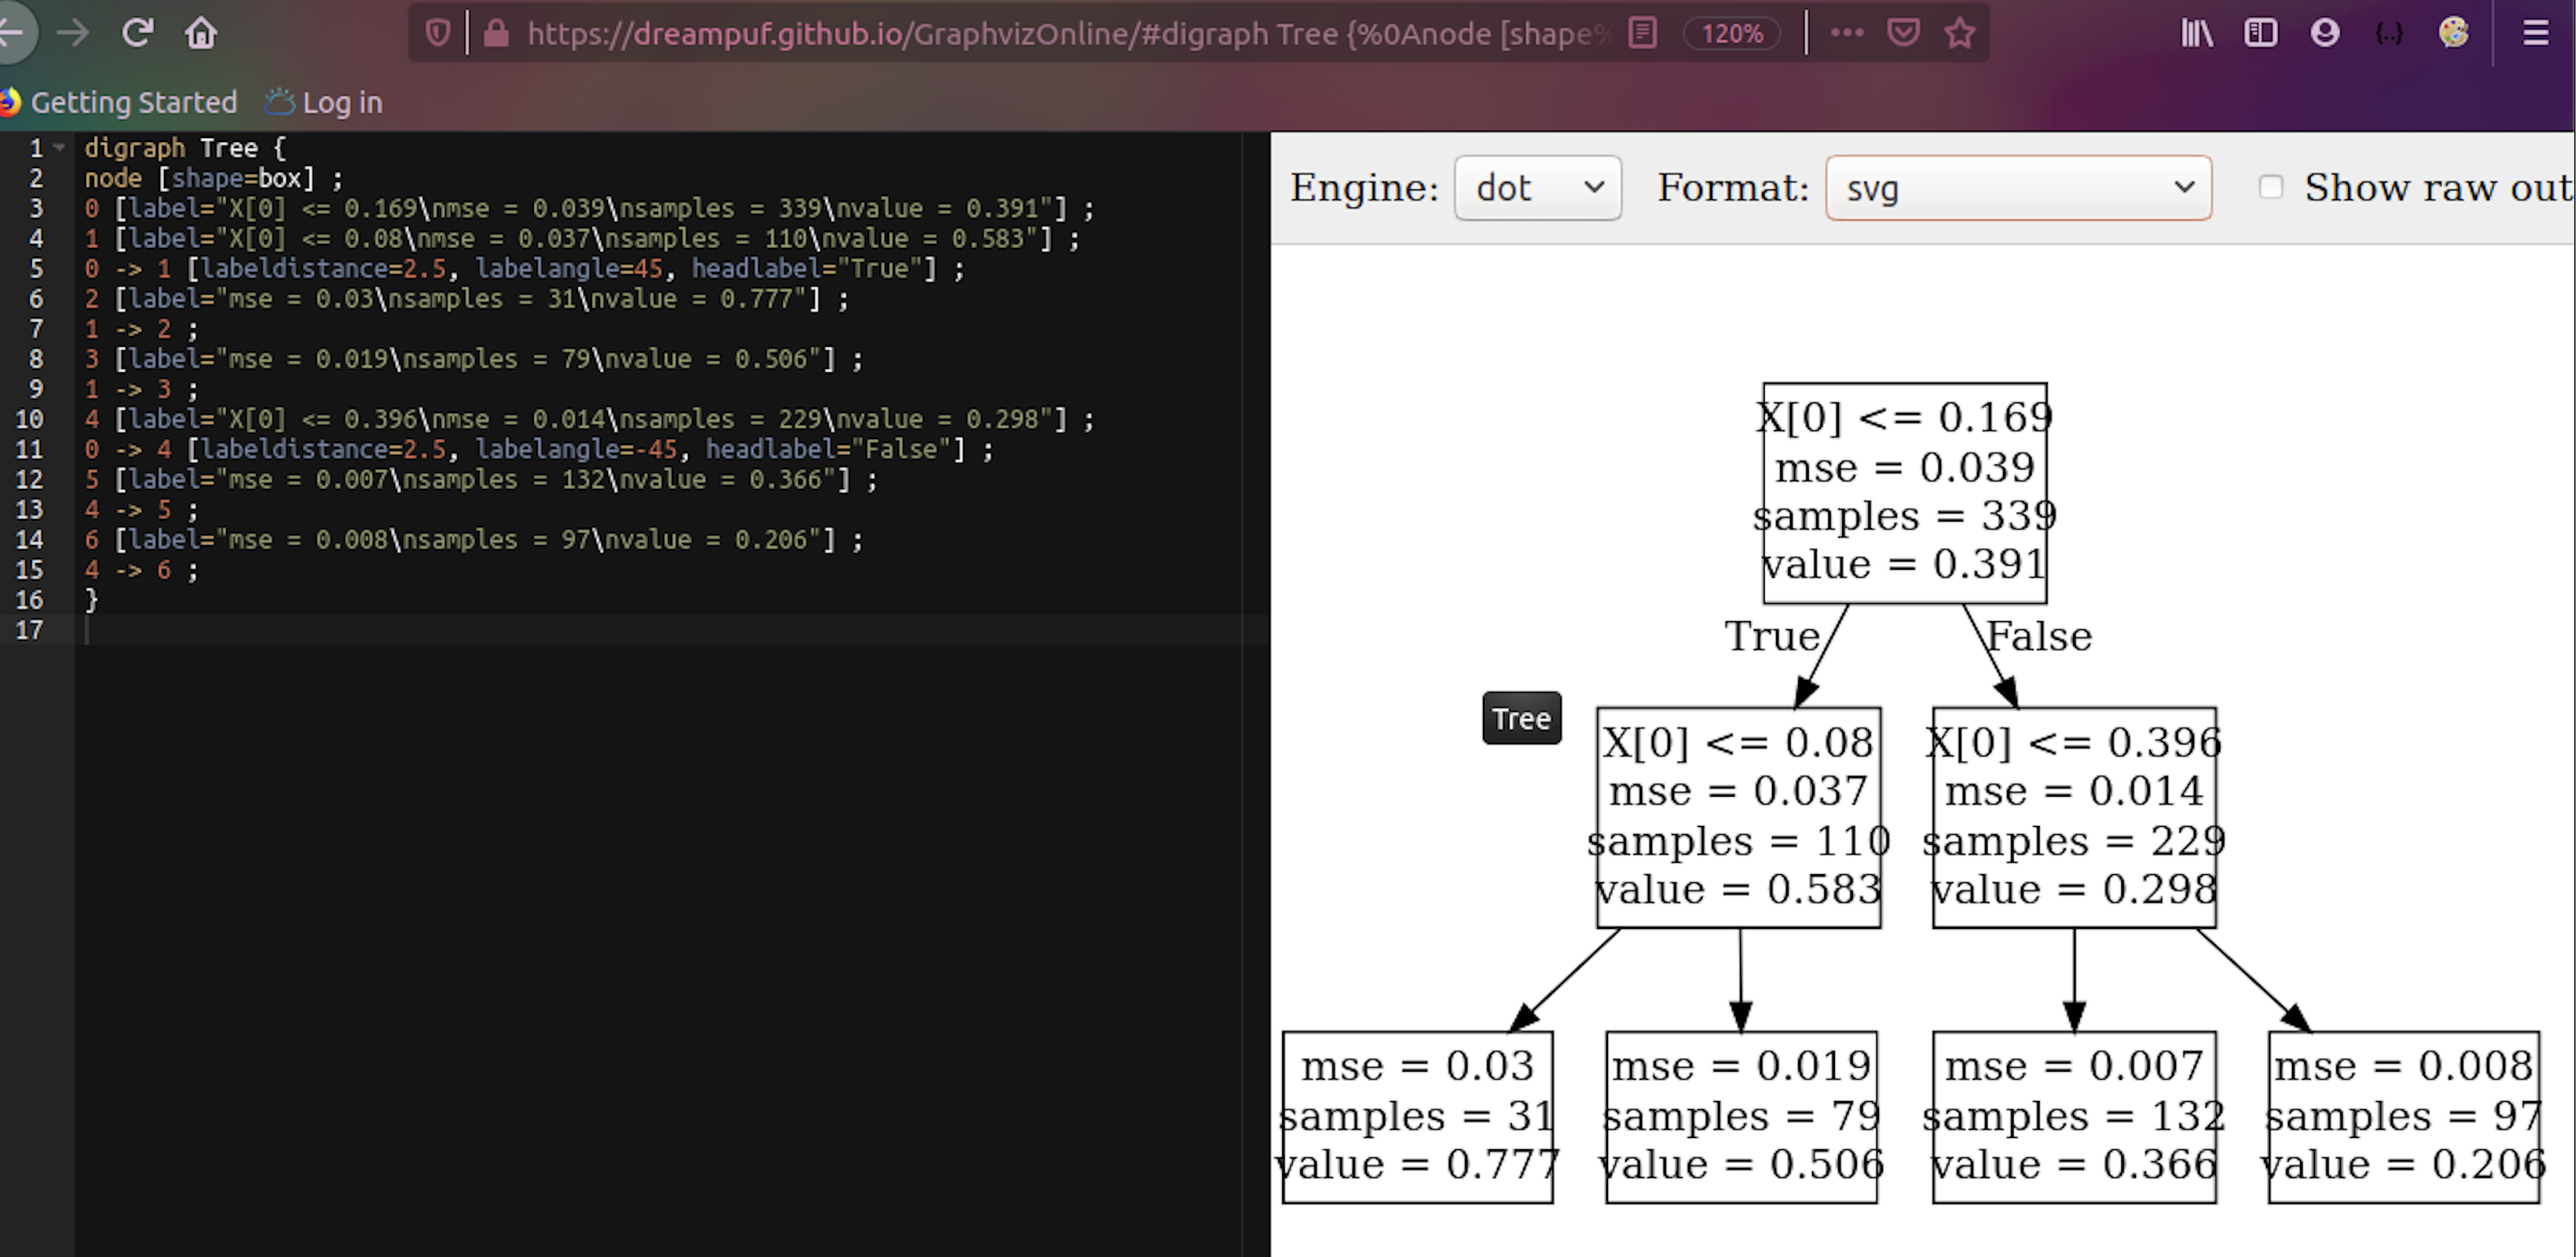 https://dreampuf.github.io/GraphvizOnline/#digraph Tree {%0Anode [shape% 120%
Getting Started Log in
1 digraph Tree {
2 node [shape=box] ;
3 0 [label="X[0] <= 0.169\nmse = 0.039\nsamples = 339\nvalue = 0.391"] ;
4 1 [label="X[0] <= 0.08\nmse = 0.037\nsamples = 110\nvalue = 0.583"] ;
5 0 -> 1 [labeldistance=2.5, labelangle=45, headlabel="True"] ;
6 2 [label="mse = 0.03\nsamples = 31\nvalue = 0.777"] ;
7 1 -> 2 ;
8 3 [label="mse = 0.019\nsamples = 79\nvalue = 0.506"] ;
9 1 -> 3 ;
10 4 [label="X[0] <= 0.396\nmse = 0.014\nsamples = 229\nvalue = 0.298"] ;
11 0 -> 4 [labeldistance=2.5, labelangle=-45, headlabel="False"] ;
12 5 [label="mse = 0.007\nsamples = 132\nvalue = 0.366"] ;
13 4 -> 5 ;
14 6 [label="mse = 0.008\nsamples = 97\nvalue = 0.206"] ;
15 4 -> 6 ;
16 }
17
Engine: dot Format: svg Show raw out
X[0] <= 0.169
mse = 0.039
samples = 339
value = 0.391
True False
Tree
X[0] <= 0.08
mse = 0.037
samples = 110
value = 0.583
X[0] <= 0.396
mse = 0.014
samples = 229
value = 0.298
mse = 0.03
samples = 31
value = 0.777
mse = 0.019
samples = 79
value = 0.506
mse = 0.007
samples = 132
value = 0.366
mse = 0.008
samples = 97
value = 0.206